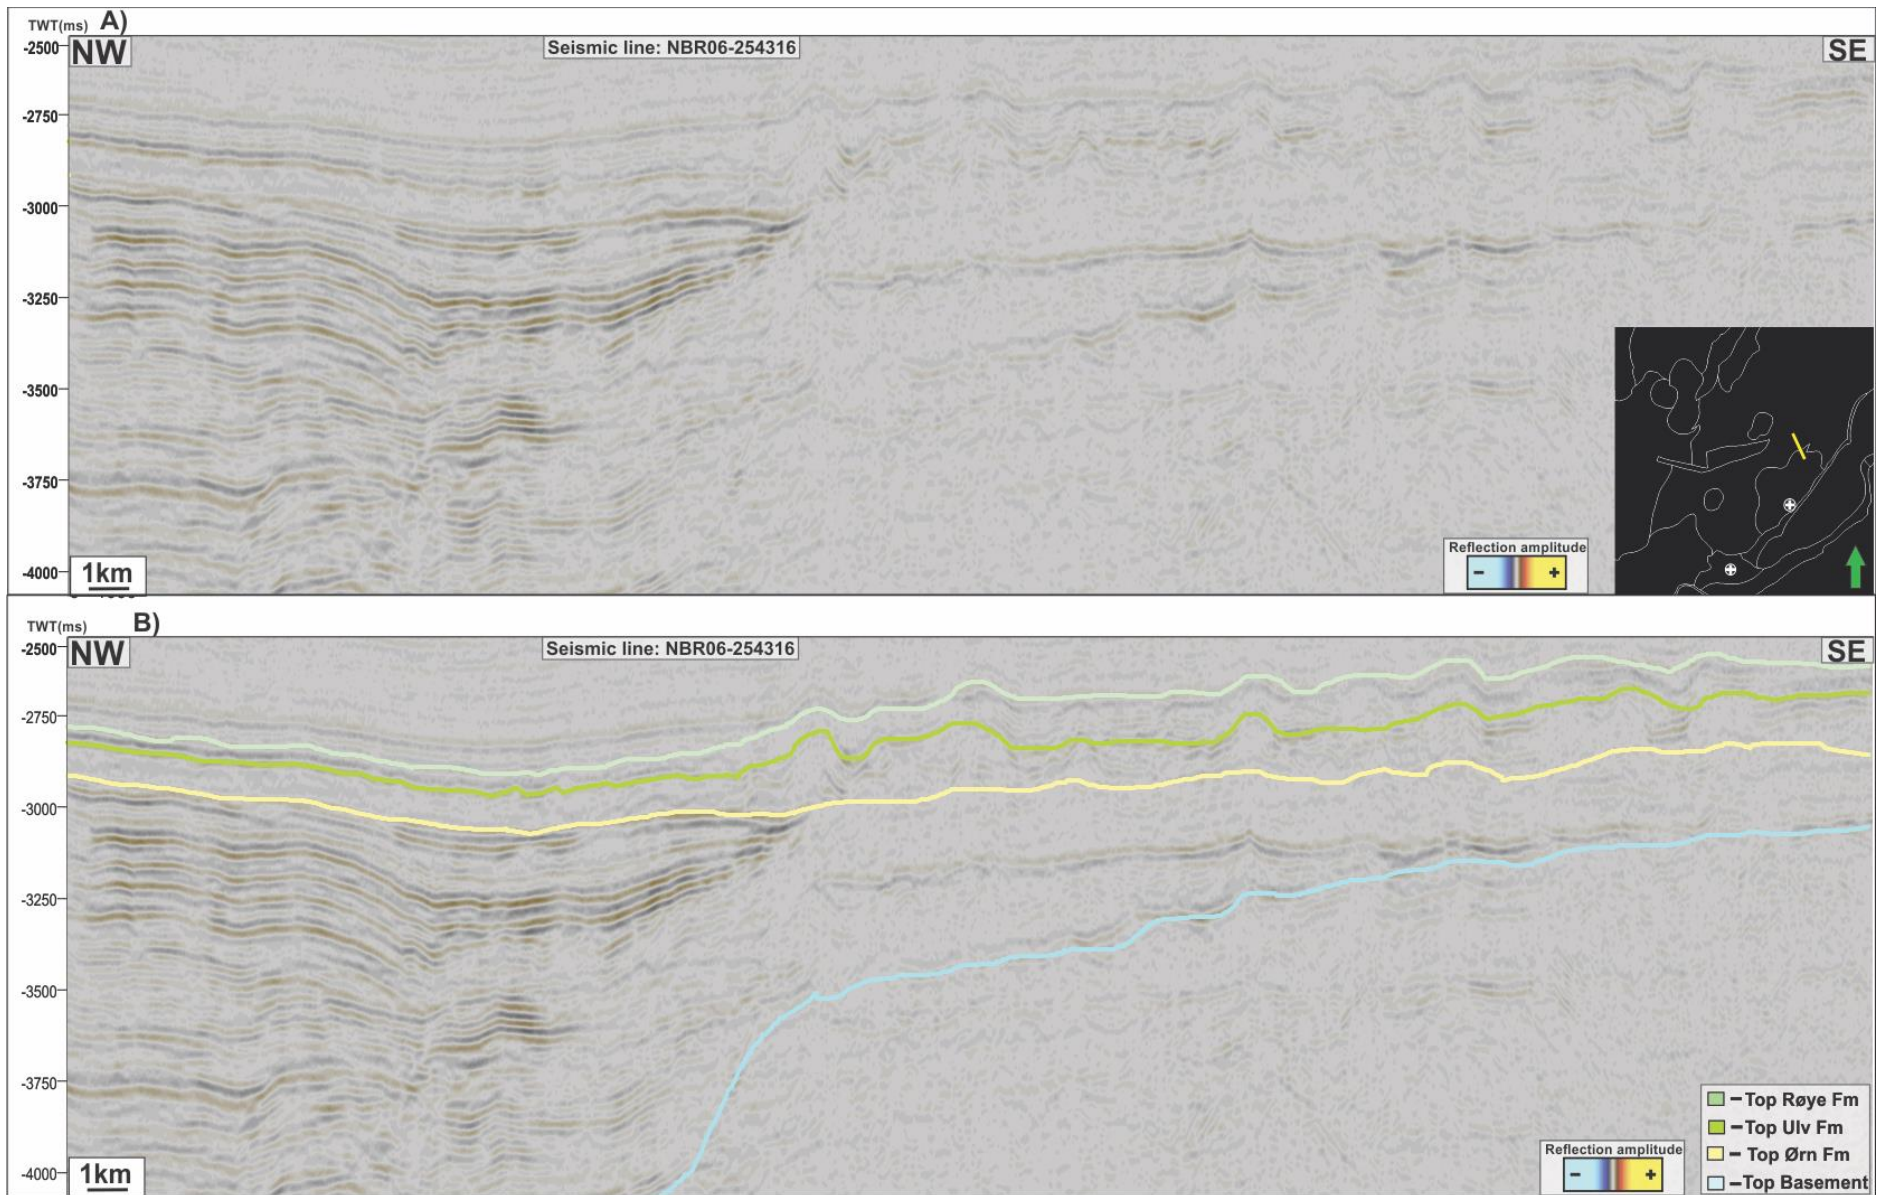 TWT(ms) A)
-2500
NW
Seismic line: NBR06-254316
SE
-2750
-3000
-3250
-3500
-3750
-4000
1km
Reflection amplitude
- +
TWT(ms) B)
-2500
NW
Seismic line: NBR06-254316
SE
-2750
-3000
-3250
-3500
-3750
-4000
1km
Reflection amplitude
- +
–Top Røye Fm
–Top Ulv Fm
– Top Ørn Fm
–Top Basement